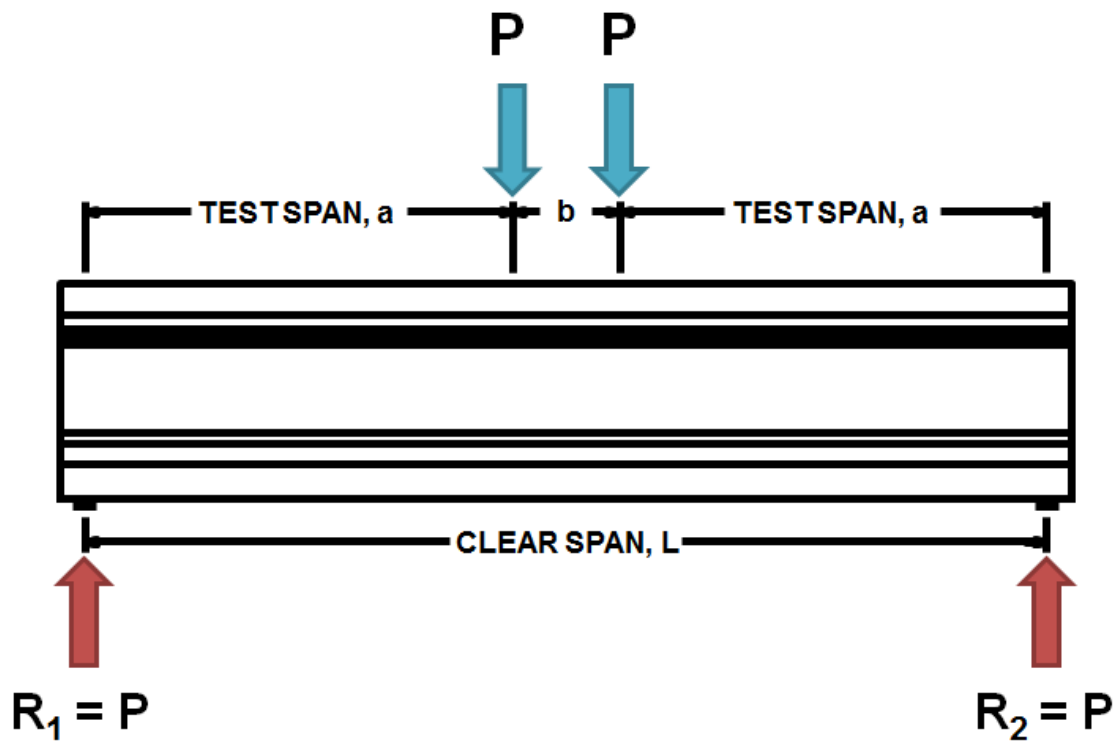 P P
TEST SPAN, a b TEST SPAN, a
CLEAR SPAN, L
R₁ = P R₂ = P